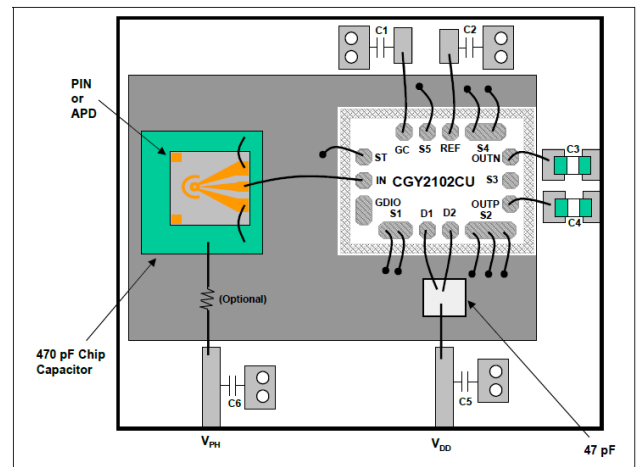 C1
C2
PIN
or
APD
GC
S5
REF
S4
OUTN
C3
ST
IN
CGY2102CU
S3
GDIO
S1
D1
D2
S2
OUTP
C4
(Optional)
470 pF Chip
Capacitor
C6
C5
VPH
VDD
47 pF